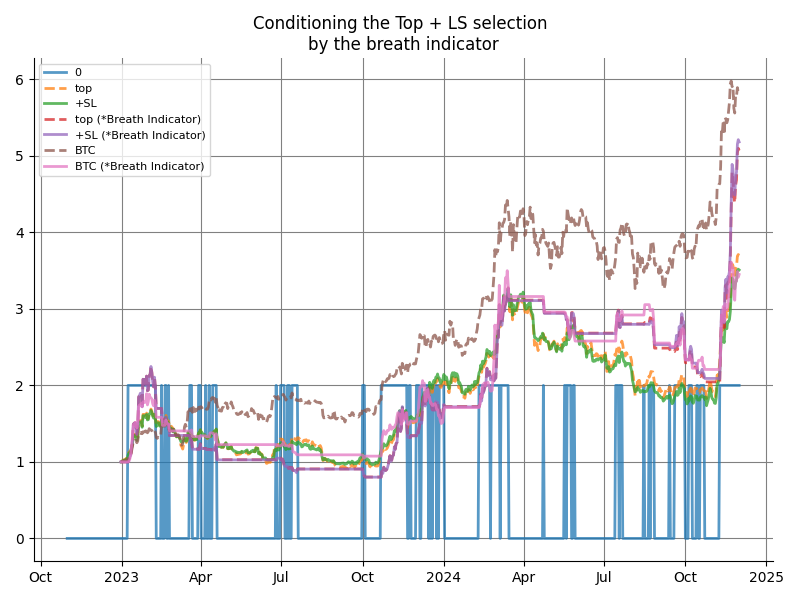 Conditioning the Top + LS selection
by the breath indicator
0
top
+SL
top (*Breath Indicator)
+SL (*Breath Indicator)
BTC
BTC (*Breath Indicator)
6
5
4
3
2
1
0
Oct
2023
Apr
Jul
Oct
2024
Apr
Jul
Oct
2025